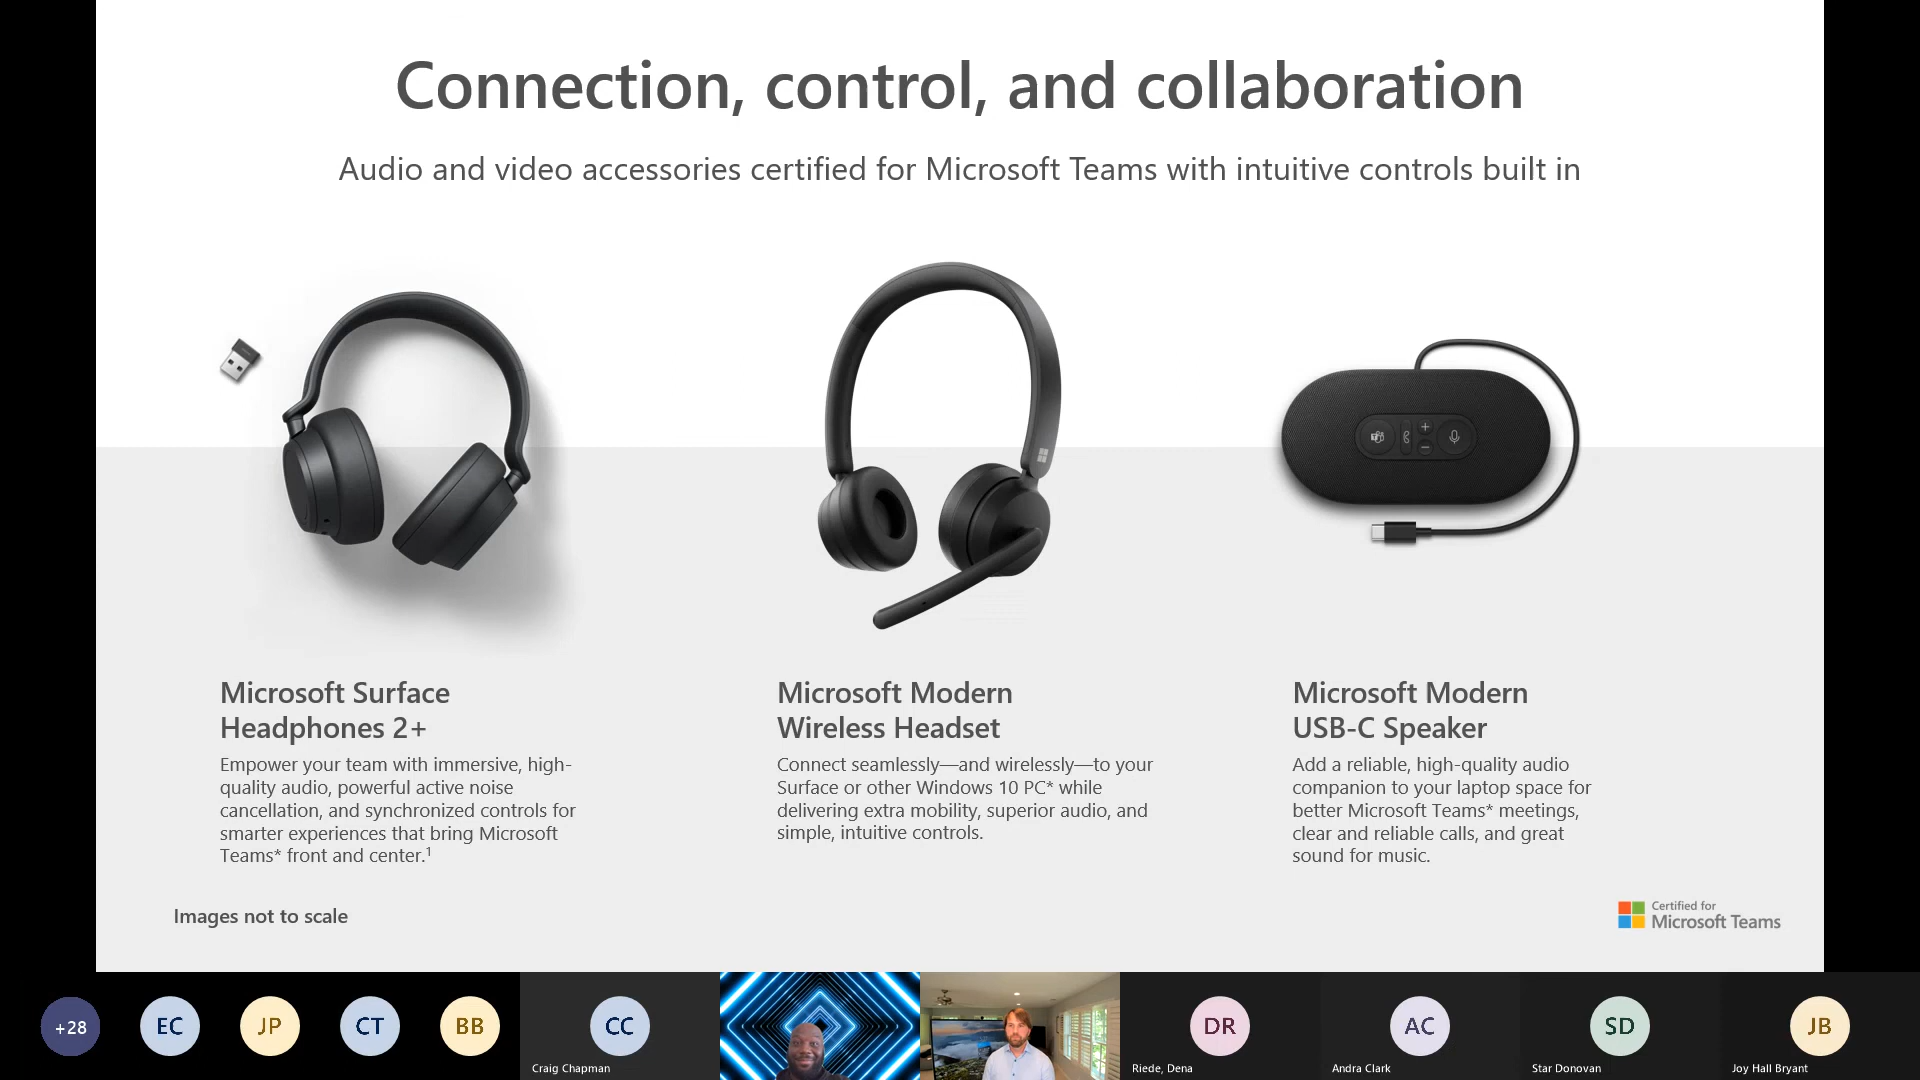 Connection, control, and collaboration
Audio and video accessories certified for Microsoft Teams with intuitive controls built in
Microsoft Surface
Headphones 2+
Empower your team with immersive, high-
quality audio, powerful active noise
cancellation, and synchronized controls for
smarter experiences that bring Microsoft
Teams* front and center.¹
Microsoft Modern
Wireless Headset
Connect seamlessly—and wirelessly—to your
Surface or other Windows 10 PC* while
delivering extra mobility, superior audio, and
simple, intuitive controls.
Microsoft Modern
USB-C Speaker
Add a reliable, high-quality audio
companion to your laptop space for
better Microsoft Teams* meetings,
clear and reliable calls, and great
sound for music.
Images not to scale
Certified for
Microsoft Teams
+28
EC
JP
CT
BB
CC
Craig Chapman
DR
Riede, Dena
AC
Andra Clark
SD
Star Donovan
JB
Joy Hall Bryant